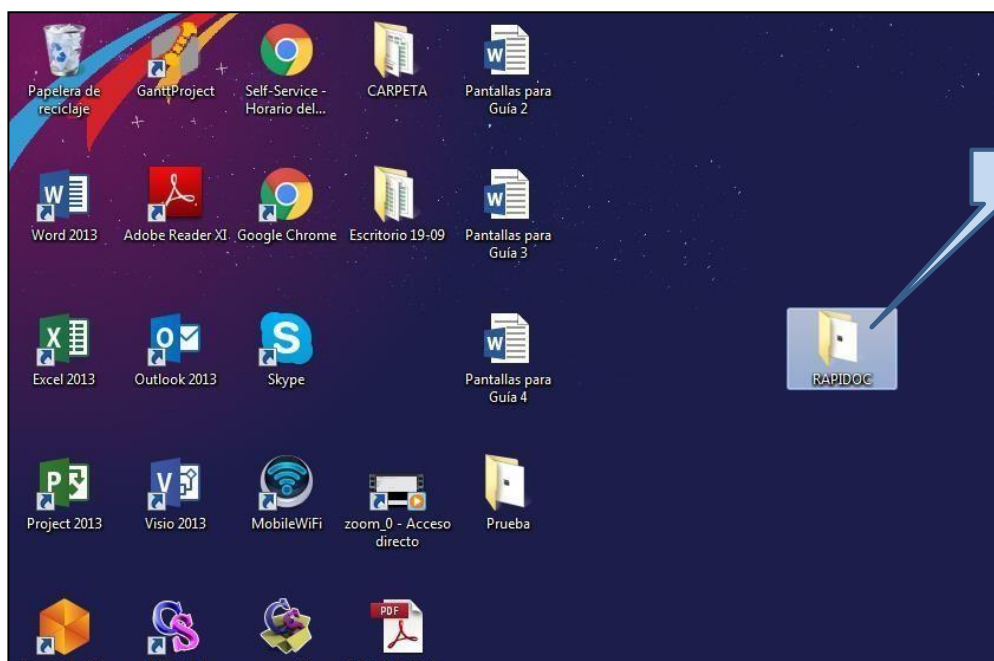 Papelera de
reciclaje
GanttProject
Self-Service -
Horario del...
CARPETA
Pantallas para
Guía 2
Word 2013
Adobe Reader XI
Google Chrome
Escritorio 19-09
Pantallas para
Guía 3
Excel 2013
Outlook 2013
Skype
Pantallas para
Guía 4
RAPIDOC
Project 2013
Visio 2013
MobileWiFi
zoom_0 - Acceso
directo
Prueba
PDF